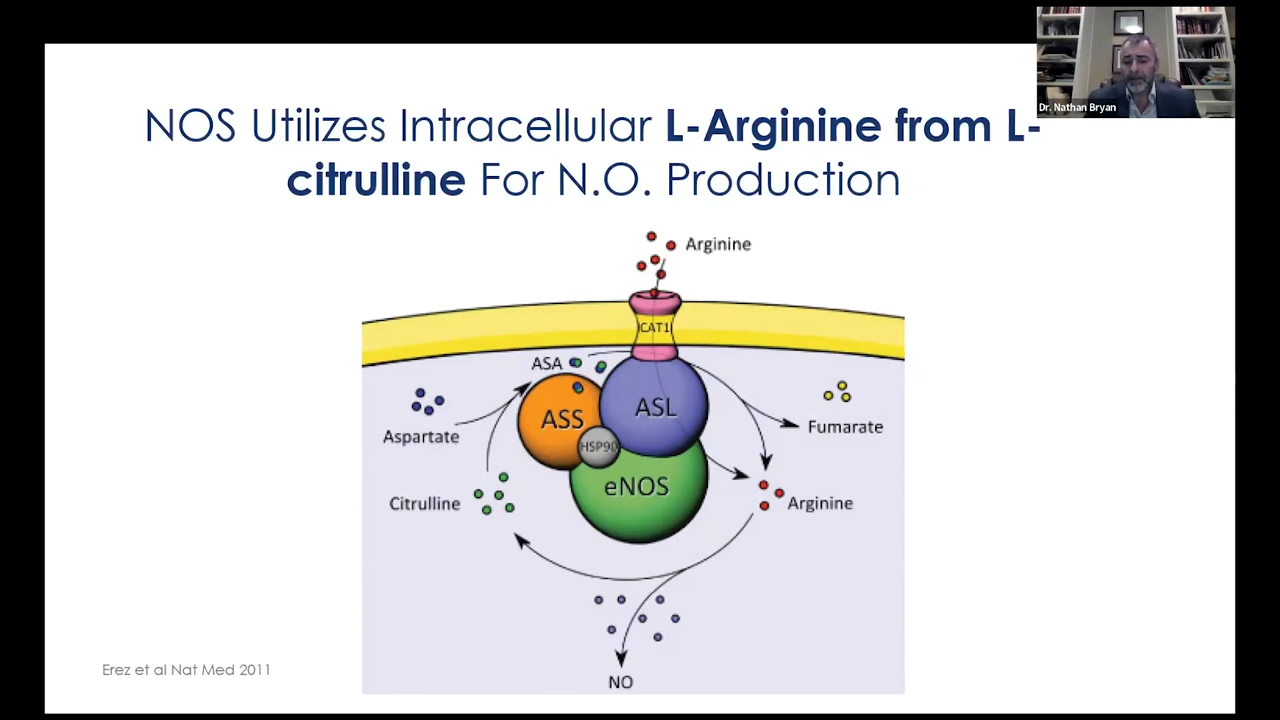 Dr. Nathan Bryan
NOS Utilizes Intracellular L-Arginine from L-
citrulline For N.O. Production
Arginine
CAT1
ASA
ASS
ASL
HSP90
eNOS
Aspartate
Citrulline
Fumarate
Arginine
NO
Erez et al Nat Med 2011